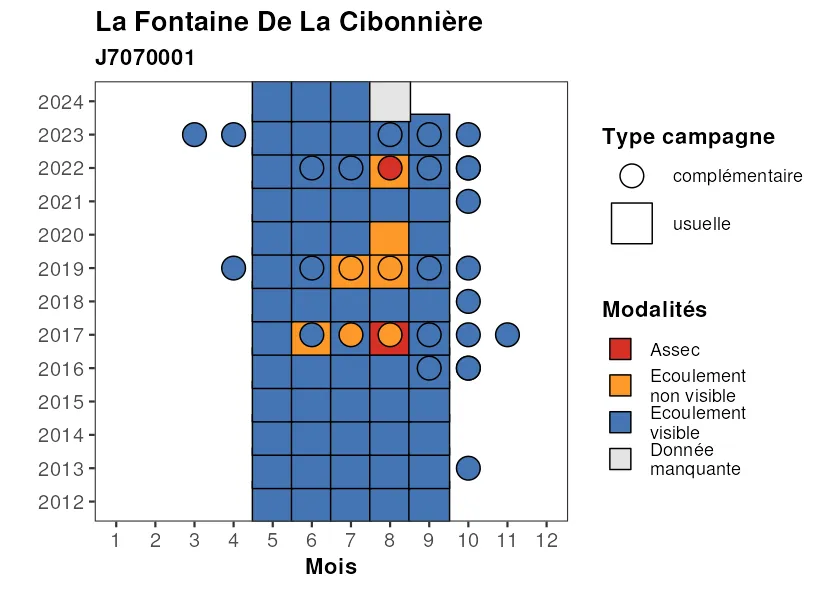 La Fontaine De La Cibonnière
J7070001
2024
2023
2022
2021
2020
2019
2018
2017
2016
2015
2014
2013
2012
1 2 3 4 5 6 7 8 9 10 11 12
Mois
Type campagne
complémentaire
usuelle
Modalités
Assec
Ecoulement
non visible
Ecoulement
visible
Donnée
manquante